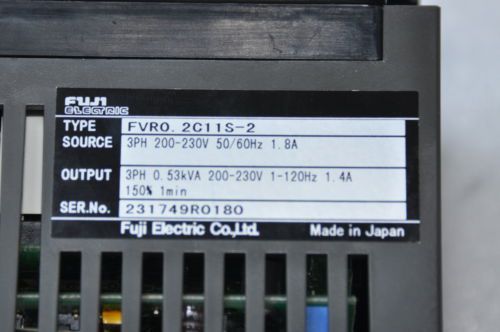 FUJI
ELECTRIC
TYPE FVR0.2C11S-2
SOURCE 3PH 200-230V 50/60Hz 1.8A
OUTPUT 3PH 0.53kVA 200-230V 1-120Hz 1.4A
150% 1min
SER.No. 231749R0180
Fuji Electric Co.,Ltd. Made in Japan